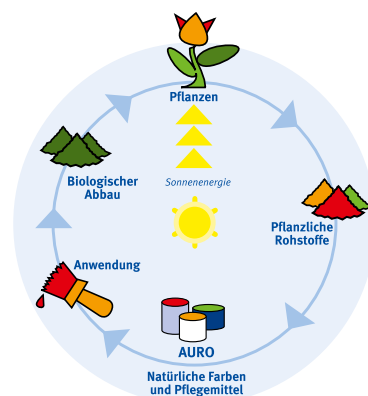 Pflanzen
Sonnenenergie
Biologischer
Abbau
Pflanzliche
Rohstoffe
Anwendung
AURO
Natürliche Farben
und Pflegemittel